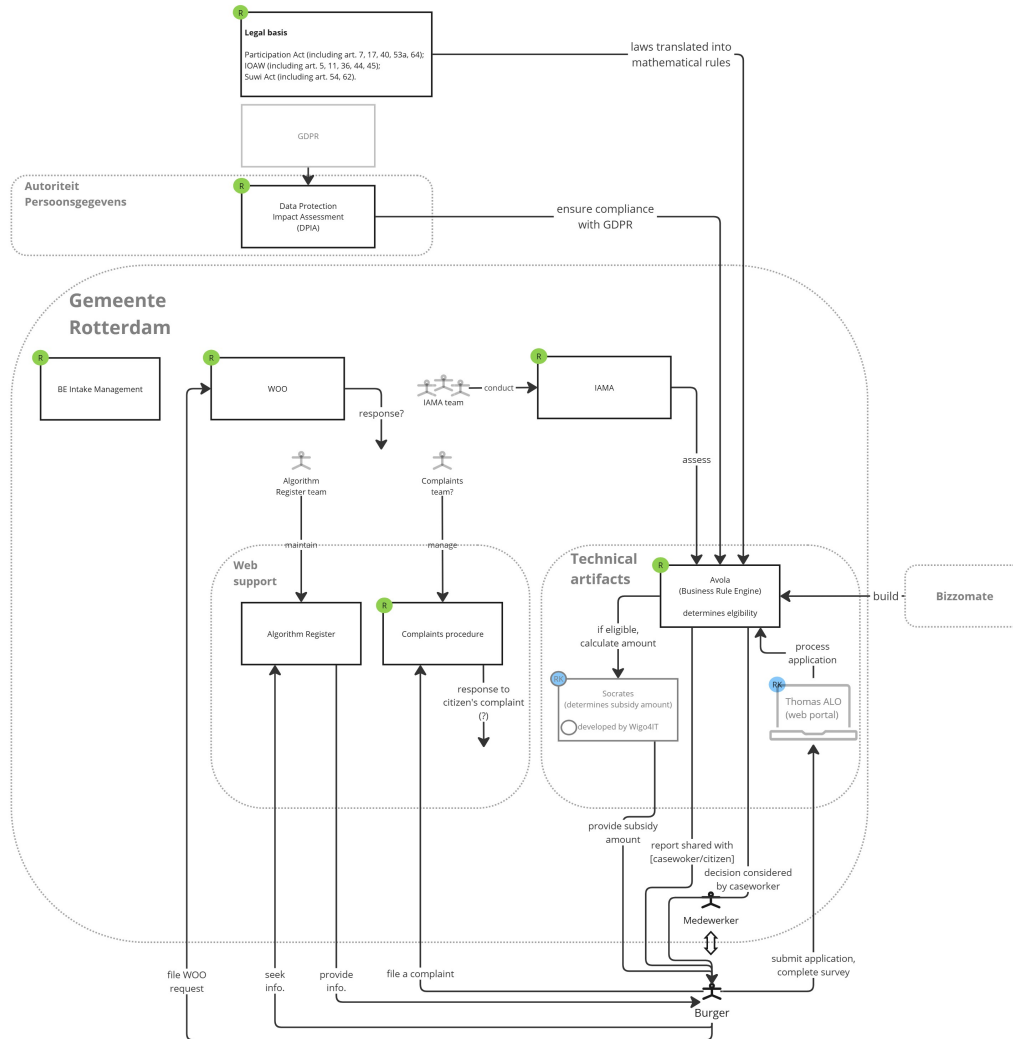 R
Legal basis
Participation Act (including art. 7, 17, 40, 53a, 64);
IOAW (including art. 5, 11, 36, 44, 45);
Suwi Act (including art. 54, 62).
laws translated into
mathematical rules
GDPR
Autoriteit
Persoonsgegevens
R
Data Protection
Impact Assessment
(DPIA)
ensure compliance
with GDPR
Gemeente
Rotterdam
R
BE Intake Management
R
WOO
response?
IAMA team
conduct
R
IAMA
assess
Algorithm
Register team
Complaints
team?
maintain
manage
Web
support
Algorithm Register
R
Complaints procedure
response to
citizen's complaint
(?)
Technical
artifacts
R
Avola
(Business Rule Engine)
determines elgibility
build
Bizzomate
if eligible,
calculate amount
process
application
RK
Socrates
(determines subsidy amount)
developed by Wigo4IT
RK
Thomas ALO
(web portal)
provide subsidy
amount
report shared with
[casewoker/citizen]
decision considered
by caseworker
Medewerker
file WOO
request
seek
info.
provide
info.
file a complaint
submit application,
complete survey
Burger